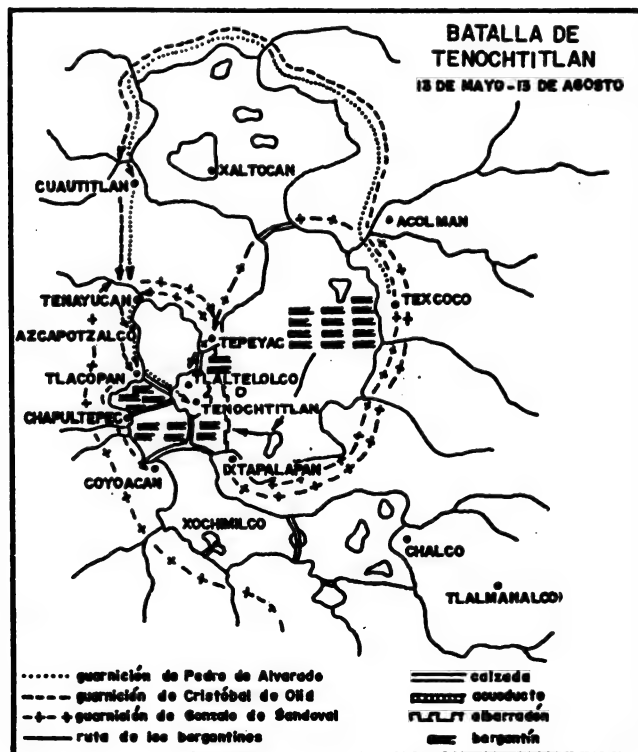 BATALLA DE
TENOCHTITLAN
13 DE MAYO - 13 DE AGOSTO
XALTOCAN
CUAUTITLAN
ACOLMAN
TENAYUCAN
TEXCOCO
AZCAPOTZALCO
TEPEYAC
TLACOPAN
TLALTELOLCO
TENOCHTITLAN
CHAPULTEPEC
IXTAPALAPAN
COYOACAN
XOCHIMILCO
CHALCO
TLALMANALCO
guarnición de Pedro de Alvarado
guarnición de Cristóbal de Olid
guarnición de Gonzalo de Sandoval
ruta de los bergantines
calzada
acueducto
albarradón
bergantín